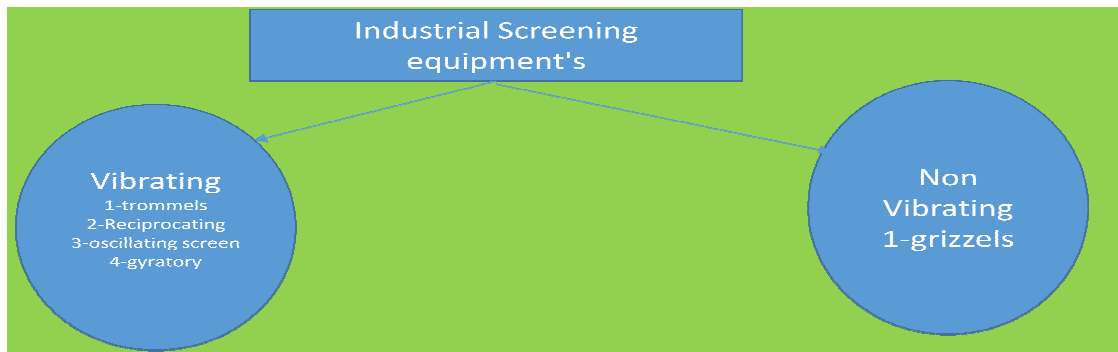 Industrial Screening
equipment's
Vibrating
1-trommels
2-Reciprocating
3-oscillating screen
4-gyratory
Non
Vibrating
1-grizzels